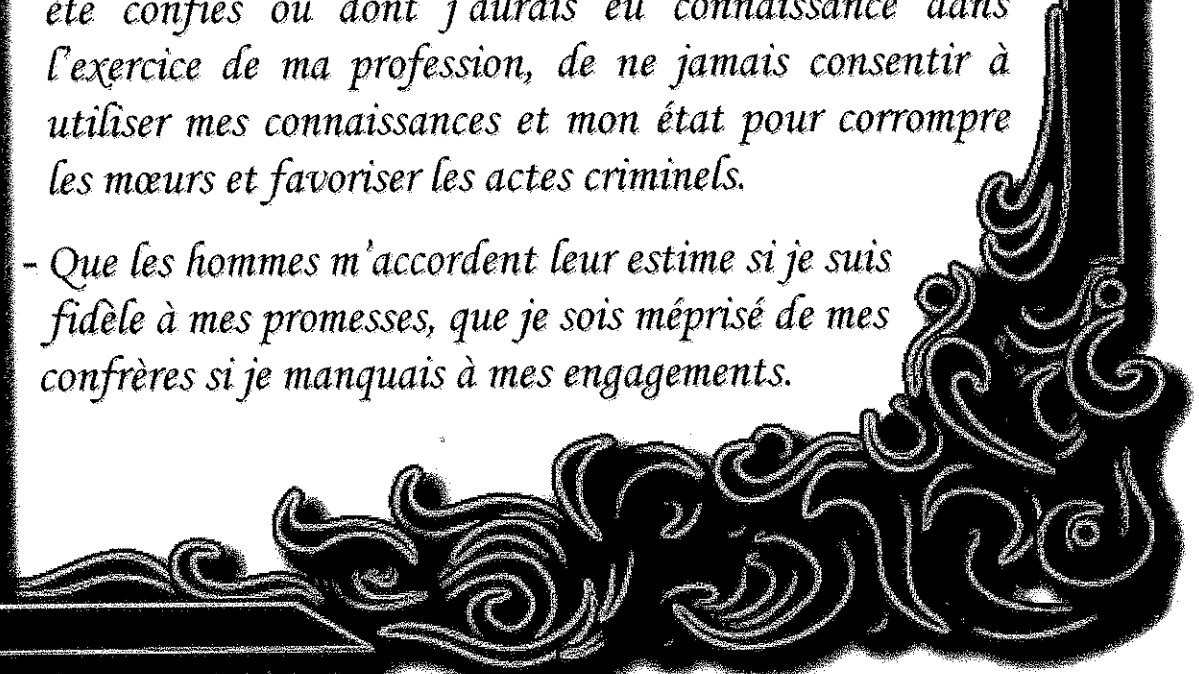 été confiés ou dont j'aurais eu connaissance dans
l'exercice de ma profession, de ne jamais consentir à
utiliser mes connaissances et mon état pour corrompre
les mœurs et favoriser les actes criminels.
- Que les hommes m'accordent leur estime si je suis
fidèle à mes promesses, que je sois méprisé de mes
confrères si je manquais à mes engagements.